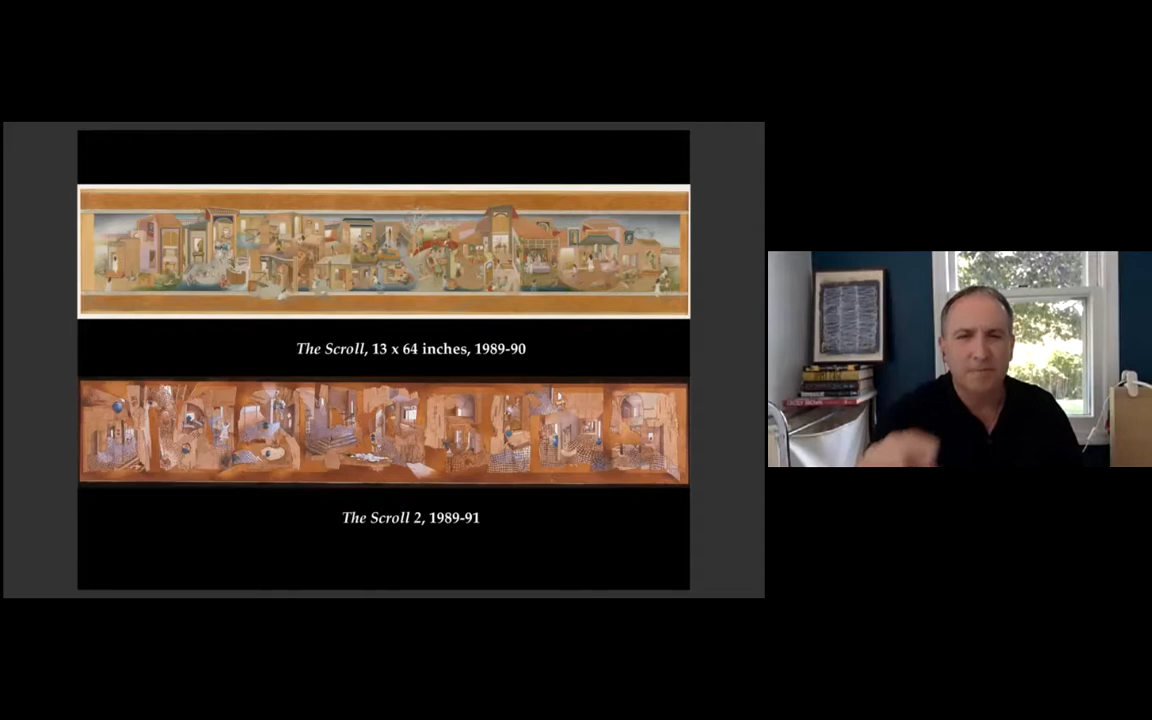 The Scroll, 13 x 64 inches, 1989-90
The Scroll 2, 1989-91